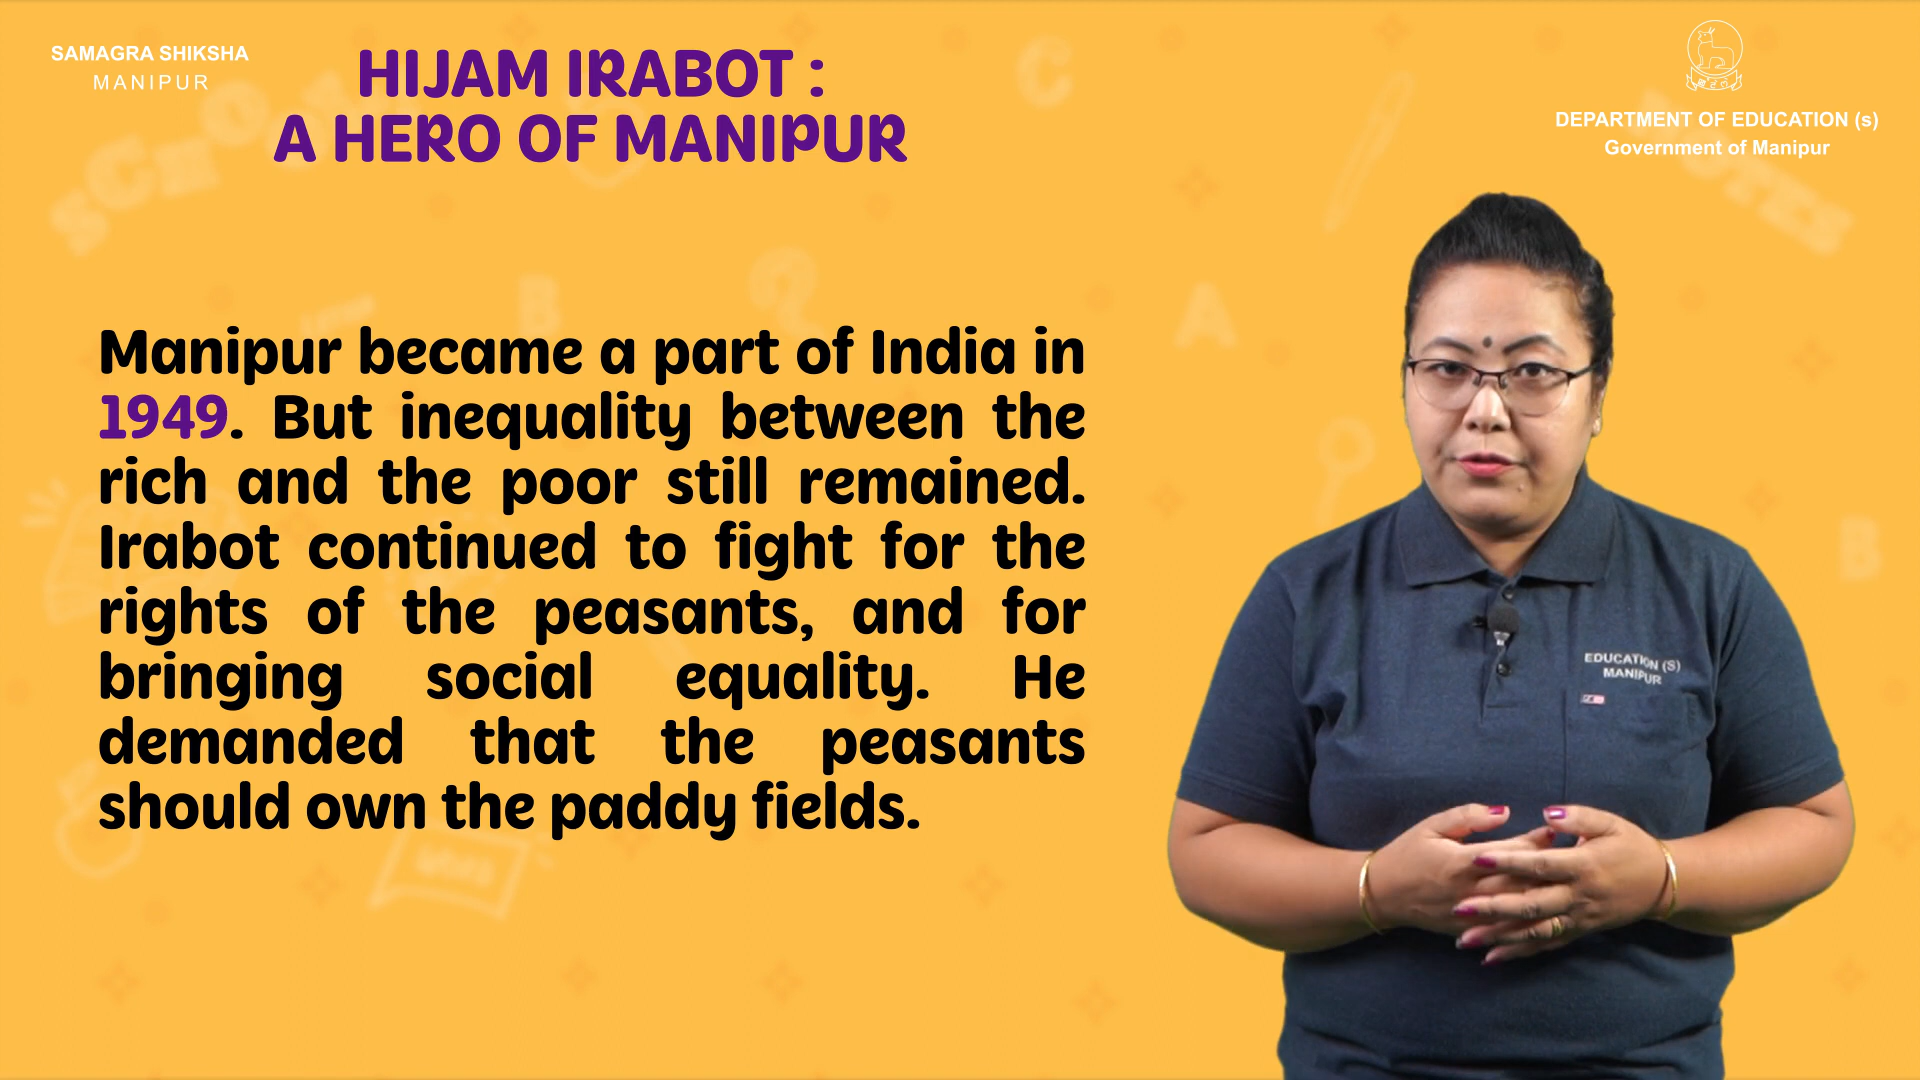 SAMAGRA SHIKSHA
MANIPUR
HIJAM IRABOT :
A HERO OF MANIPUR
DEPARTMENT OF EDUCATION (s)
Government of Manipur
Manipur became a part of India in
1949. But inequality between the
rich and the poor still remained.
Irabot continued to fight for the
rights of the peasants, and for
bringing social equality. He
demanded that the peasants
should own the paddy fields.
EDUCATION (S)
MANIPUR